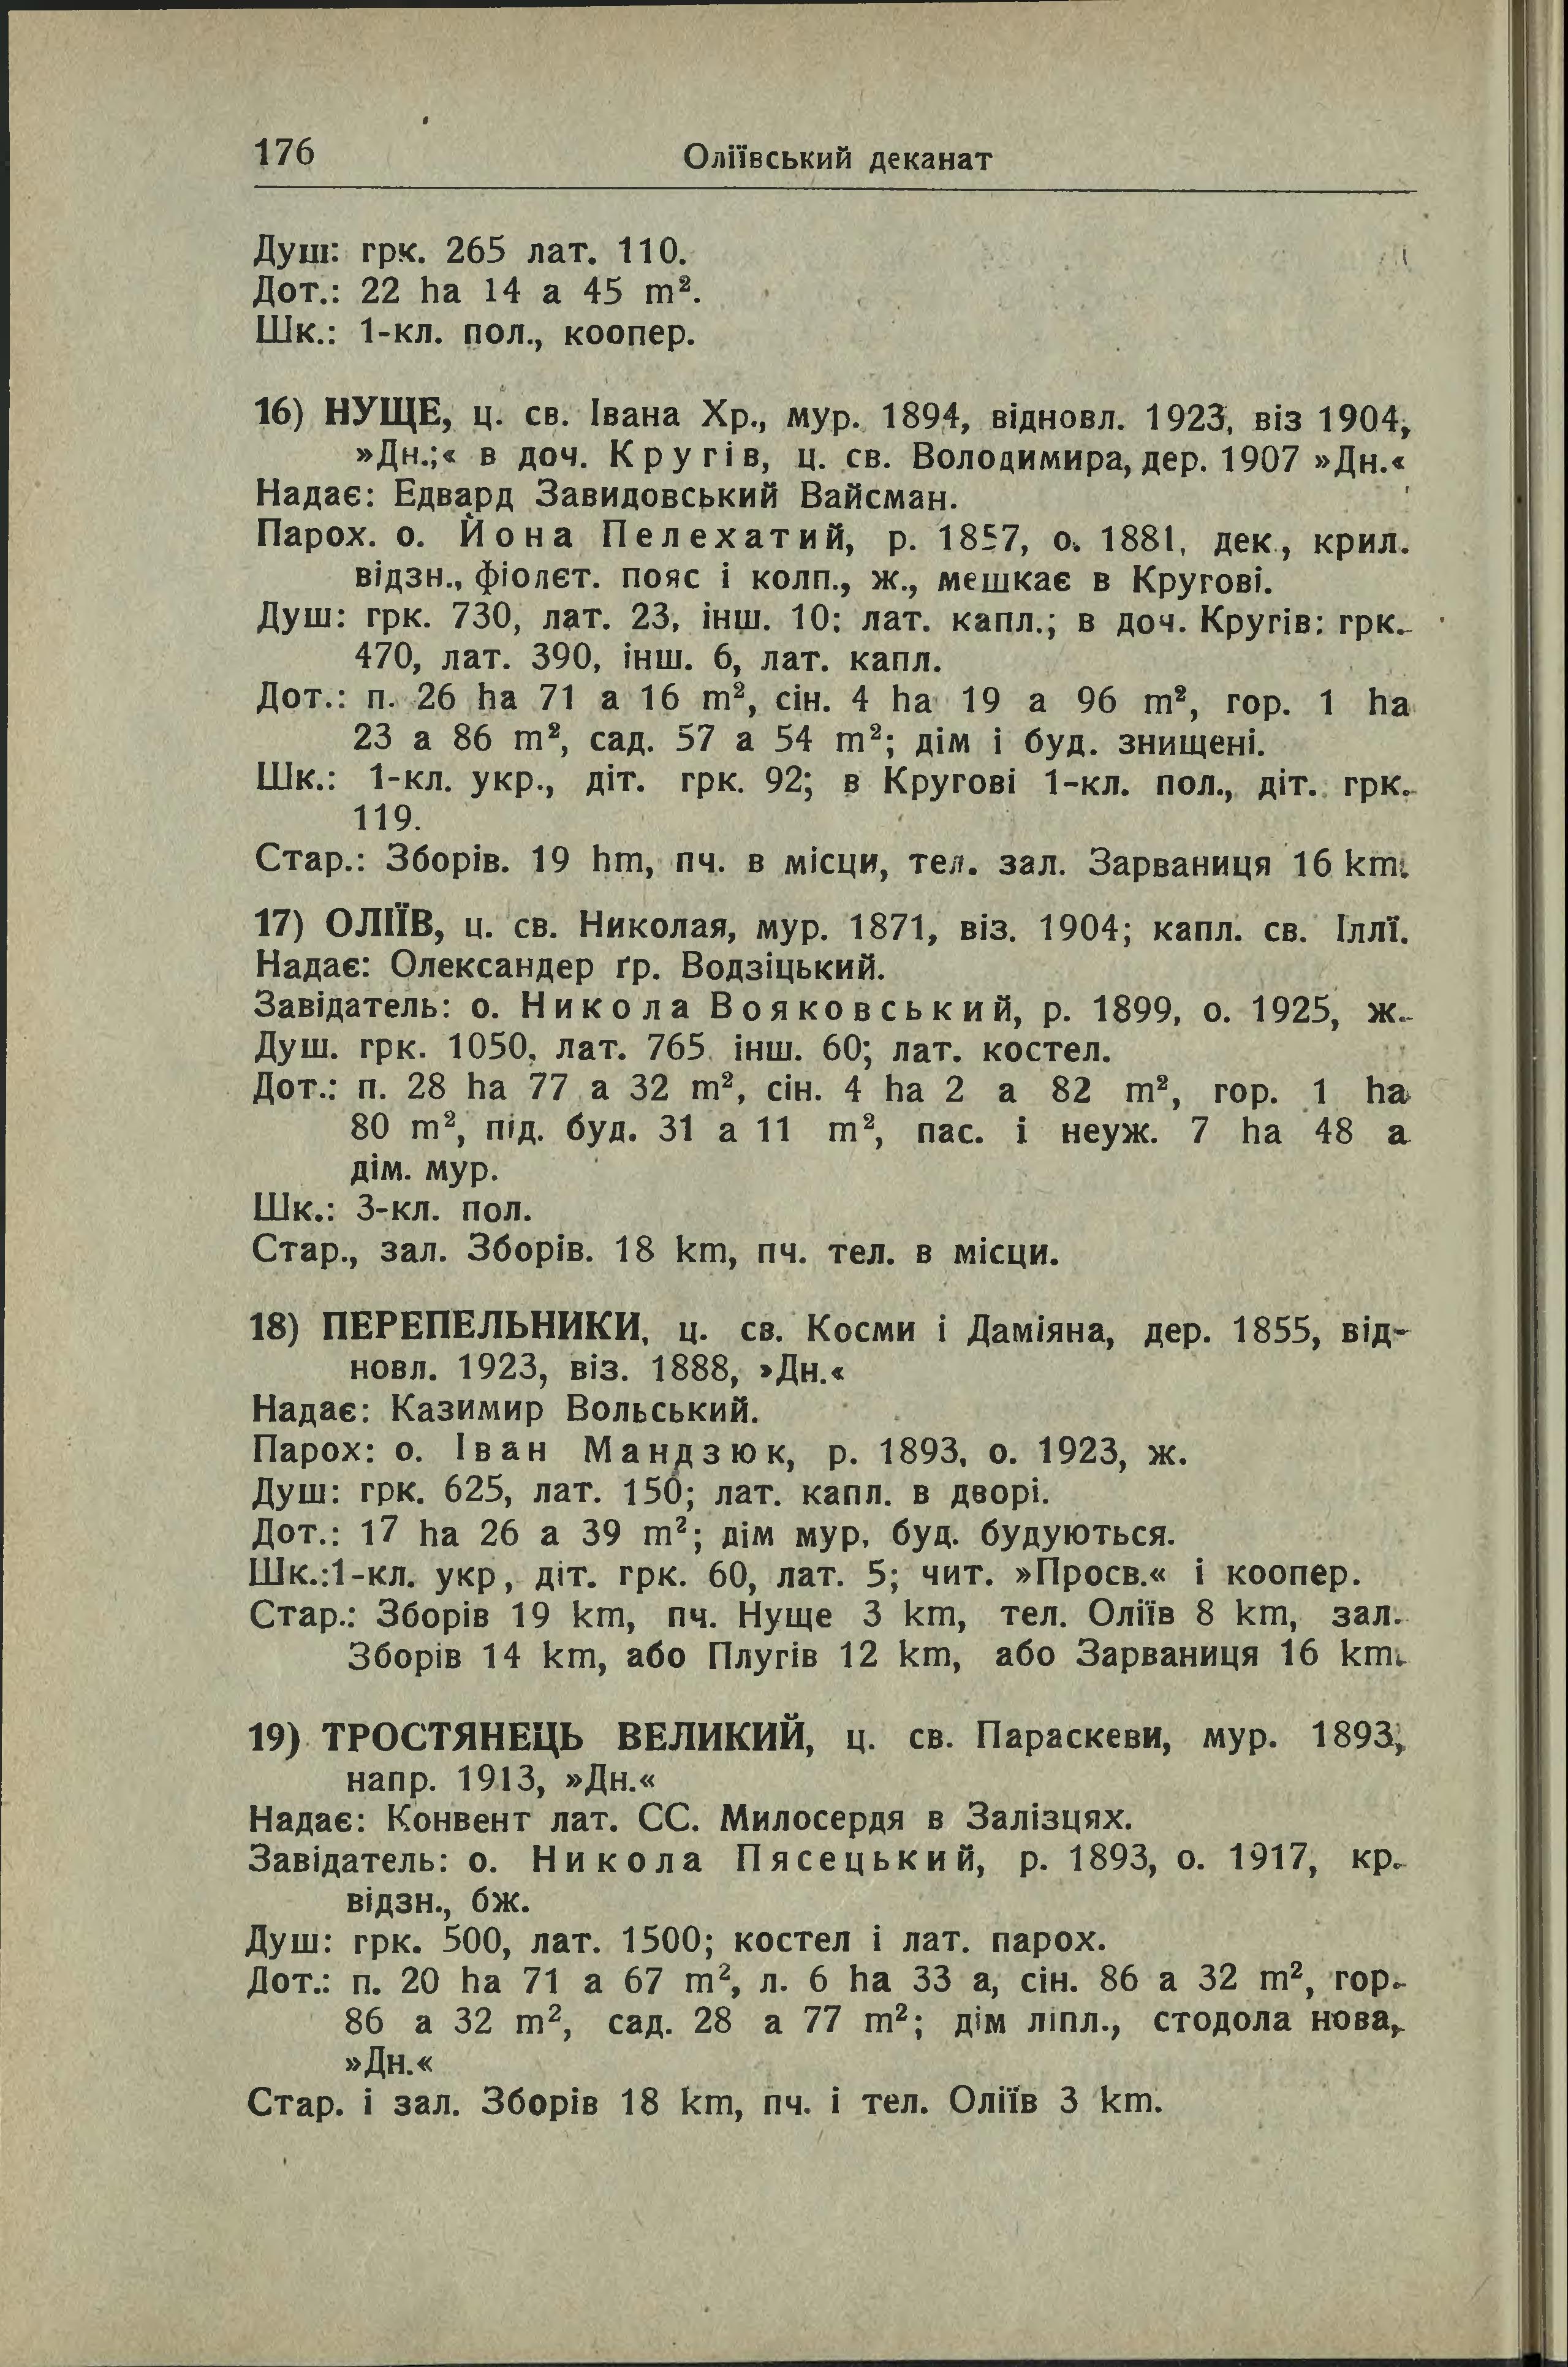 176
Оліївський деканат
Душ: грк. 265 лат. 110.
Дот.: 22 ha 14 a 45 m².
Шк.: 1-кл. пол., коопер.
16) НУЩЕ, ц. св. Івана Хр., мур. 1894, відновл. 1923, віз 1904,
»Дн.;« в доч. Кругів, ц. св. Володимира, дер. 1907 »Дн.«
Надає: Едвард Завидовський Вайсман.
Парох. о. Йона Пелехатий, р. 1857, о. 1881, дек., крил.
відзн., фіолєт. пояс і колп., ж., мешкає в Кругові.
Душ: грк. 730, лат. 23, інш. 10; лат. капл.; в доч. Кругів: грк.
470, лат. 390, інш. 6, лат. капл.
Дот.: п. 26 ha 71 a 16 m², сін. 4 ha 19 a 96 m², гор. 1 ha
23 a 86 m², сад. 57 a 54 m²; дім і буд. знищені.
Шк.: 1-кл. укр., діт. грк. 92; в Кругові 1-кл. пол., діт. грк.
119.
Стар.: Зборів. 19 hm, пч. в місци, тел. зал. Зарваниця 16 km.
17) ОЛІЇВ, ц. св. Николая, мур. 1871, віз. 1904; капл. св. Іллї.
Надає: Олександер ґр. Водзіцький.
Завідатель: о. Никола Вояковський, р. 1899, о. 1925, ж.
Душ. грк. 1050, лат. 765 інш. 60; лат. костел.
Дот.: п. 28 ha 77 a 32 m², сін. 4 ha 2 a 82 m², гор. 1 ha
80 m², під. буд. 31 a 11 m², пас. і неуж. 7 ha 48 a
дім. мур.
Шк.: 3-кл. пол.
Стар., зал. Зборів. 18 km, пч. тел. в місци.
18) ПЕРЕПЕЛЬНИКИ, ц. св. Косми і Даміяна, дер. 1855, від-
новл. 1923, віз. 1888, »Дн.«
Надає: Казимир Вольський.
Парох: о. Іван Мандзюк, р. 1893, о. 1923, ж.
Душ: грк. 625, лат. 150; лат. капл. в дворі.
Дот.: 17 ha 26 a 39 m²; дім мур, буд. будуються.
Шк.:1-кл. укр, діт. грк. 60, лат. 5; чит. »Просв.« і коопер.
Стар.: Зборів 19 km, пч. Нуще 3 km, тел. Оліїв 8 km, зал.
Зборів 14 km, або Плугів 12 km, або Зарваниця 16 km.
19) ТРОСТЯНЕЦЬ ВЕЛИКИЙ, ц. св. Параскеви, мур. 1893,
напр. 1913, »Дн.«
Надає: Конвент лат. СС. Милосердя в Залізцях.
Завідатель: о. Никола Пясецький, р. 1893, о. 1917, кр.
відзн., бж.
Душ: грк. 500, лат. 1500; костел і лат. парох.
Дот.: п. 20 ha 71 a 67 m², л. 6 ha 33 a, сін. 86 a 32 m², гор.
86 a 32 m², сад. 28 a 77 m²; дім ліпл., стодола нова,
»Дн.«
Стар. і зал. Зборів 18 km, пч. і тел. Оліїв 3 km.